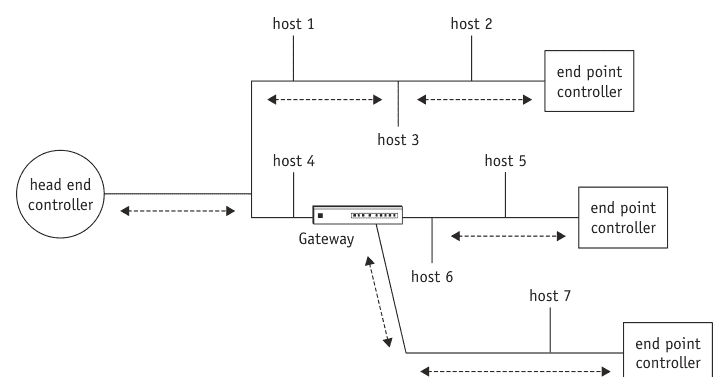 host 1
host 2
end point
controller
host 3
host 4
host 5
head end
controller
end point
controller
Gateway
host 6
host 7
end point
controller